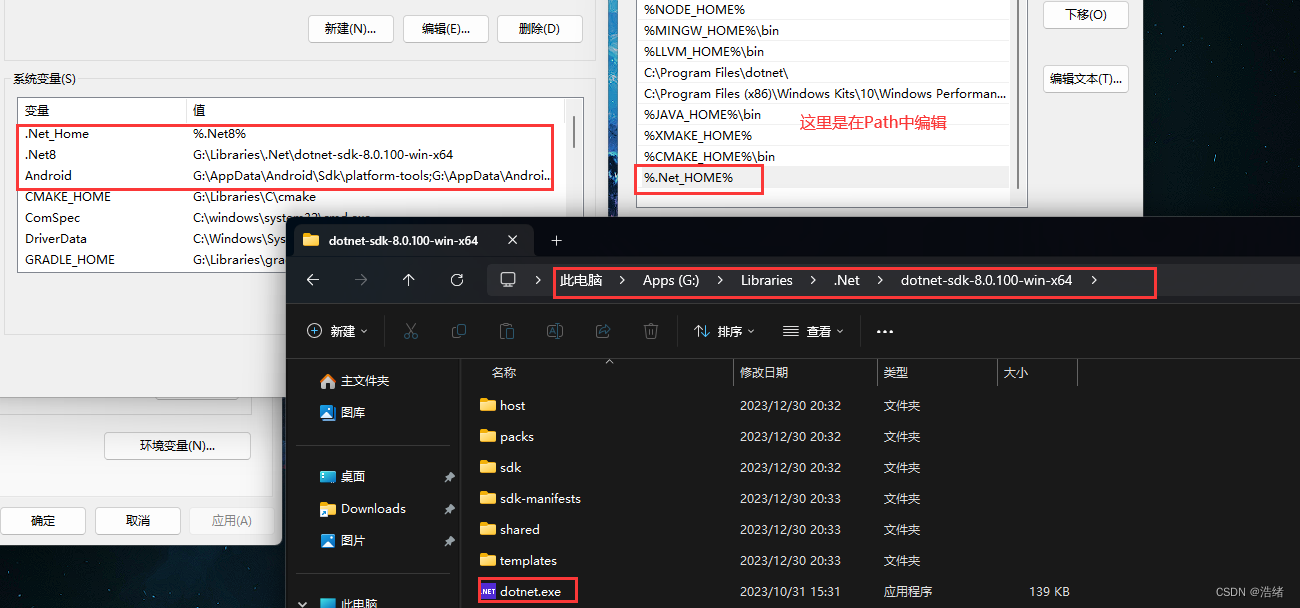 新建(N)...
编辑(E)...
删除(D)
系统变量(S)
变量
值
.Net_Home
%.Net8%
.Net8
G:\Libraries\.Net\dotnet-sdk-8.0.100-win-x64
Android
G:\AppData\Android\Sdk\platform-tools;G:\AppData\Androi...
CMAKE_HOME
G:\Libraries\C\cmake
ComSpec
C:\windows\system32\cmd.exe
DriverData
C:\Windows\Sys
GRADLE_HOME
G:\Libraries\gra
环境变量(N)...
确定
取消
应用(A)
%NODE_HOME%
%MINGW_HOME%\bin
%LLVM_HOME%\bin
C:\Program Files\dotnet\
C:\Program Files (x86)\Windows Kits\10\Windows Performan...
%JAVA_HOME%\bin
%XMAKE_HOME%
%CMAKE_HOME%\bin
%.Net_HOME%
这里是在Path中编辑
下移(O)
编辑文本(T)...
dotnet-sdk-8.0.100-win-x64
此电脑
Apps (G:)
Libraries
.Net
dotnet-sdk-8.0.100-win-x64
新建
排序
查看
主文件夹
图库
桌面
Downloads
图片
此电脑
名称
修改日期
类型
大小
host
2023/12/30 20:32
文件夹
packs
2023/12/30 20:32
文件夹
sdk
2023/12/30 20:32
文件夹
sdk-manifests
2023/12/30 20:33
文件夹
shared
2023/12/30 20:33
文件夹
templates
2023/12/30 20:33
文件夹
.NET
dotnet.exe
2023/10/31 15:31
应用程序
139 KB
CSDN @浩绪